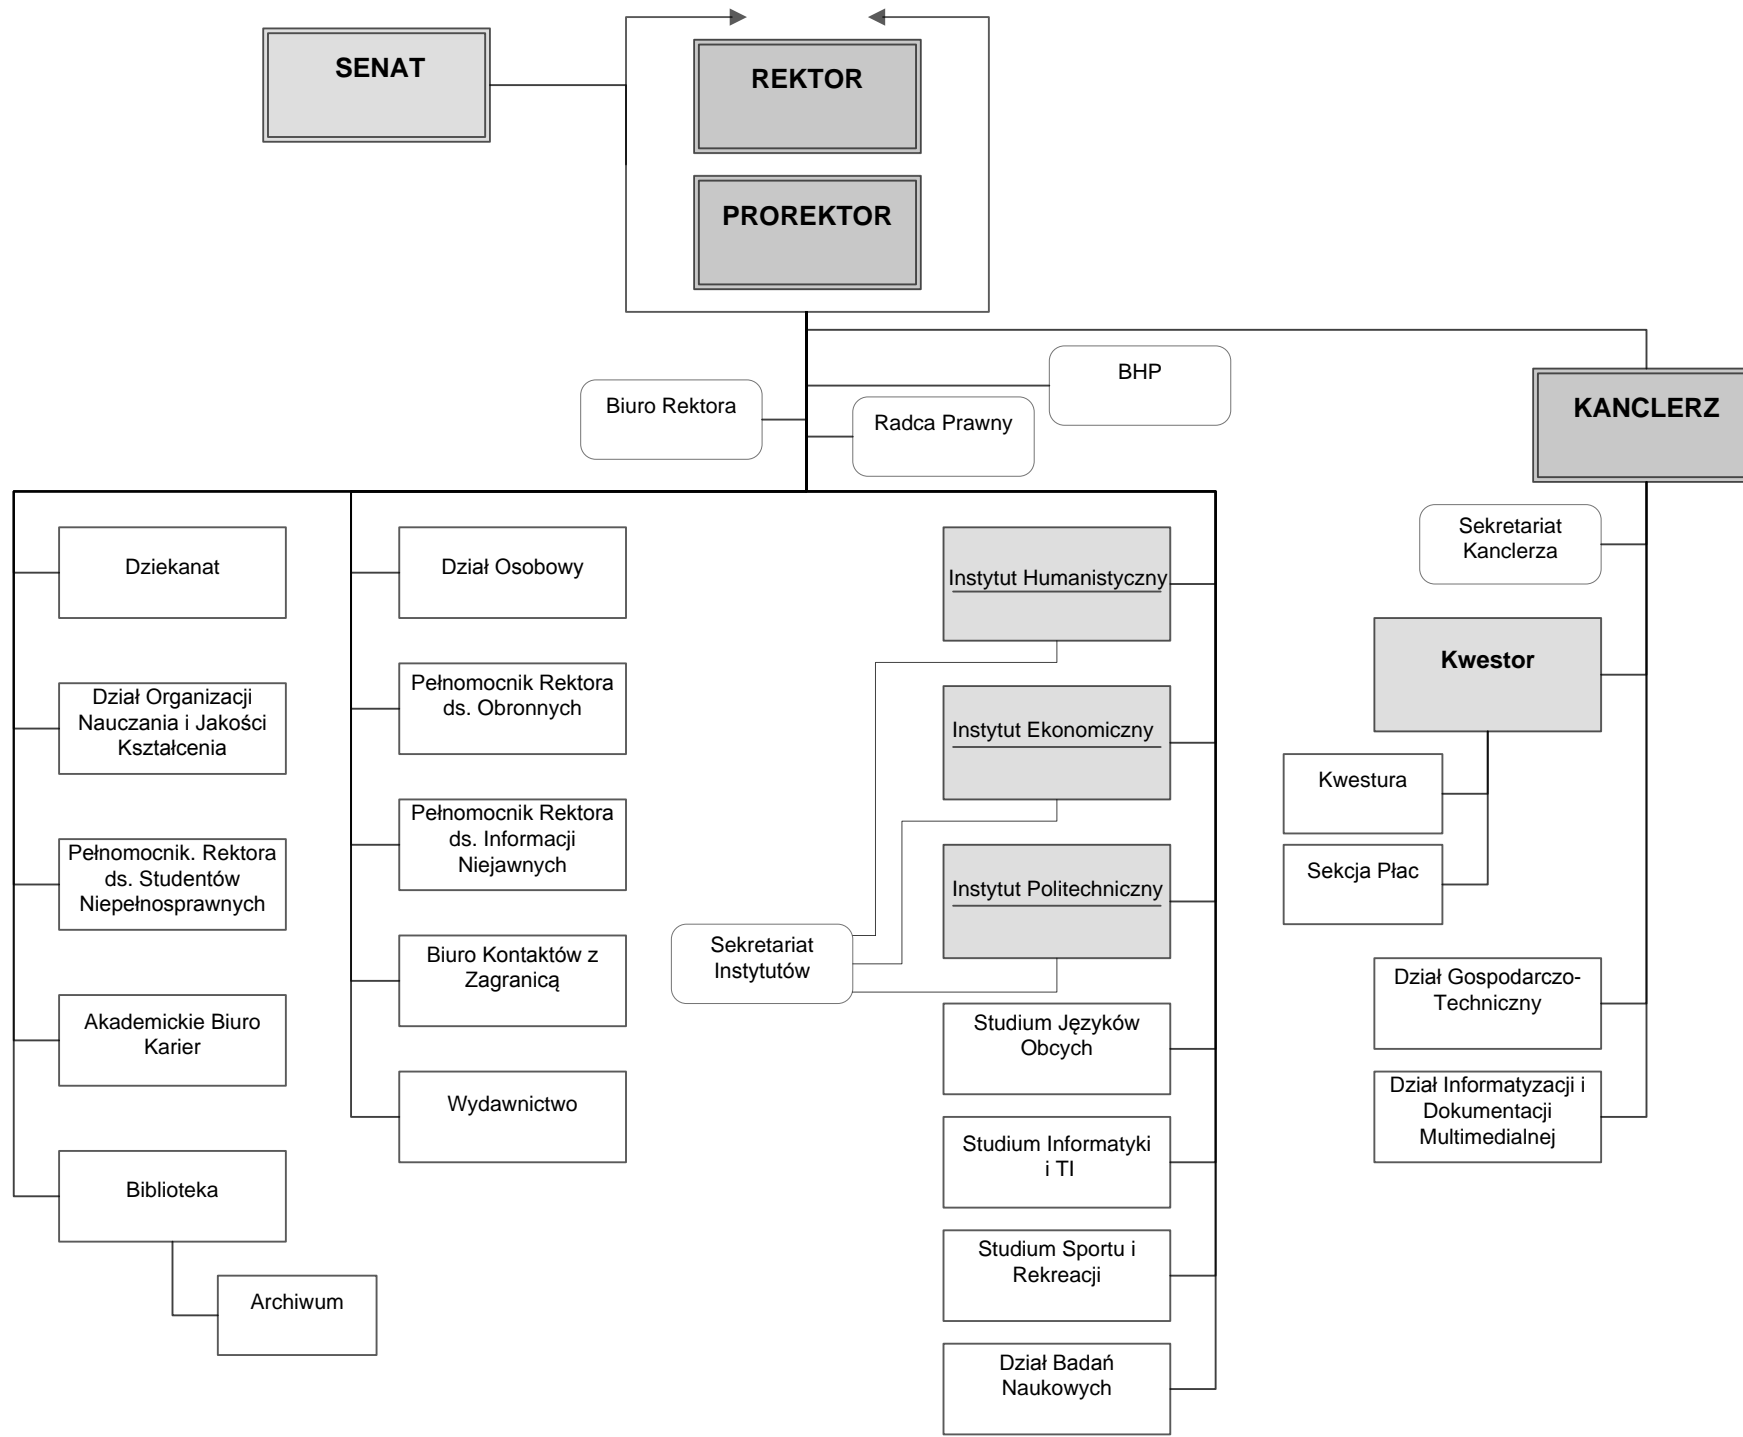 SENAT
REKTOR
PROREKTOR
BHP
Biuro Rektora
Radca Prawny
KANCLERZ
Dziekanat
Dział Organizacji
Nauczania i Jakości
Kształcenia
Pełnomocnik. Rektora
ds. Studentów
Niepełnosprawnych
Akademickie Biuro
Karier
Biblioteka
Archiwum
Dział Osobowy
Pełnomocnik Rektora
ds. Obronnych
Pełnomocnik Rektora
ds. Informacji
Niejawnych
Biuro Kontaktów z
Zagranicą
Wydawnictwo
Sekretariat
Instytutów
Instytut Humanistyczny
Instytut Ekonomiczny
Instytut Politechniczny
Studium Języków
Obcych
Studium Informatyki
i TI
Studium Sportu i
Rekreacji
Dział Badań
Naukowych
Sekretariat
Kanclerza
Kwestor
Kwestura
Sekcja Płac
Dział Gospodarczo-
Techniczny
Dział Informatyzacji i
Dokumentacji
Multimedialnej